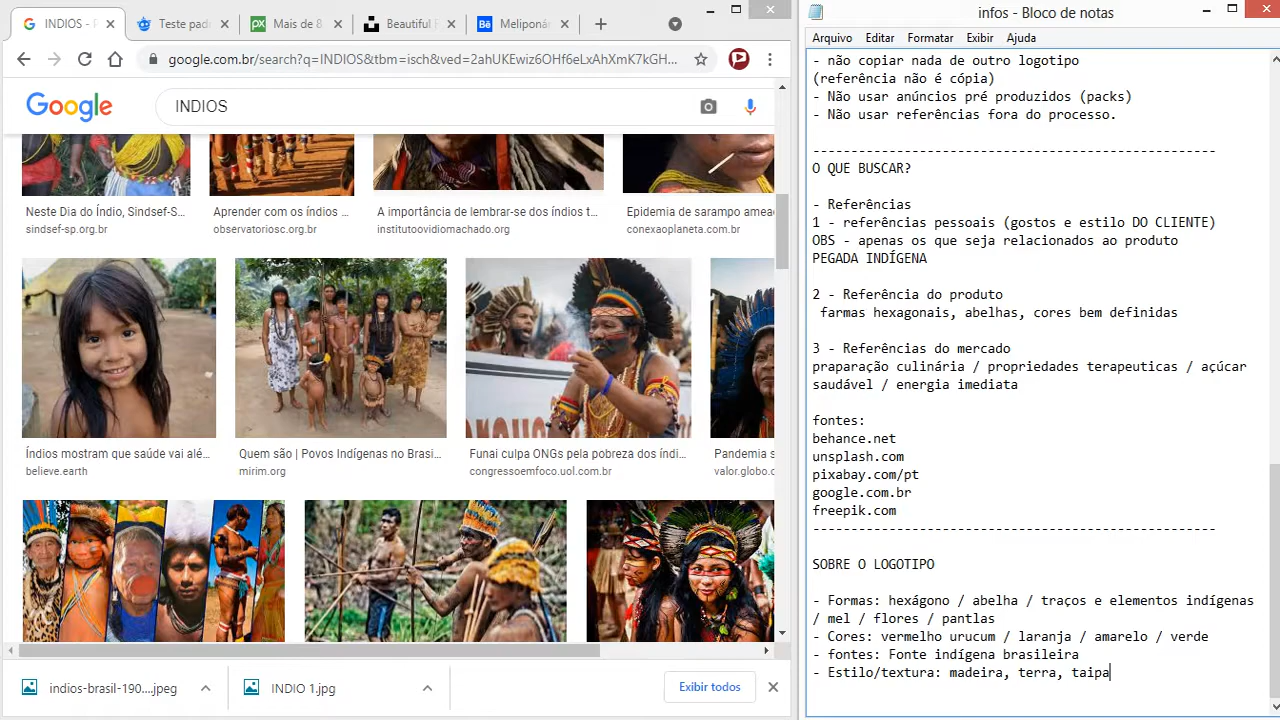 INDIOS - P
Teste pad
Mais de 8
Beautiful F
Meliponár
google.com.br/search?q=INDIOS&tbm=isch&ved=2ahUKEwiz6OHf6eLxAhXmK7kGH...
Google
INDIOS
Neste Dia do Índio, Sindsef-S...
sindsef-sp.org.br
Aprender com os índios ...
observatoriosc.org.br
A importância de lembrar-se dos índios t...
institutoovidiomachado.org
Epidemia de sarampo amea
conexaoplaneta.com.br
Índios mostram que saúde vai alé...
believe.earth
Quem são | Povos Indígenas no Brasi...
mirim.org
Funai culpa ONGs pela pobreza dos índi...
congressoemfoco.uol.com.br
Pandemia s
valor.globo.c
indios-brasil-190....jpeg
INDIO 1.jpg
Exibir todos
infos - Bloco de notas
Arquivo Editar Formatar Exibir Ajuda
- não copiar nada de outro logotipo
(referência não é cópia)
- Não usar anúncios pré produzidos (packs)
- Não usar referências fora do processo.
-----------------------------------------------------
O QUE BUSCAR?
- Referências
1 - referências pessoais (gostos e estilo DO CLIENTE)
OBS - apenas os que seja relacionados ao produto
PEGADA INDÍGENA
2 - Referência do produto
farmas hexagonais, abelhas, cores bem definidas
3 - Referências do mercado
praparação culinária / propriedades terapeuticas / açúcar
saudável / energia imediata
fontes:
behance.net
unsplash.com
pixabay.com/pt
google.com.br
freepik.com
-----------------------------------------------------
SOBRE O LOGOTIPO
- Formas: hexágono / abelha / traços e elementos indígenas
/ mel / flores / pantlas
- Cores: vermelho urucum / laranja / amarelo / verde
- fontes: Fonte indígena brasileira
- Estilo/textura: madeira, terra, taipa